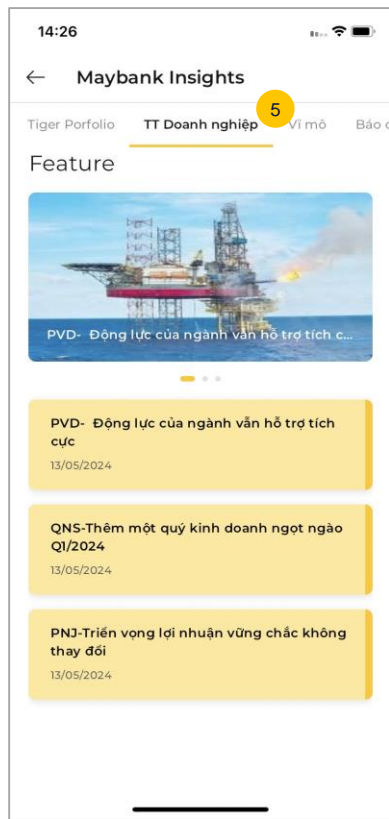 14:26
Maybank Insights
5
Tiger Porfolio TT Doanh nghiệp Vĩ mô Báo
Feature
PVD- Động lực của ngành vẫn hỗ trợ tích c...
PVD- Động lực của ngành vẫn hỗ trợ tích
cực
13/05/2024
QNS-Thêm một quý kinh doanh ngọt ngào
Q1/2024
13/05/2024
PNJ-Triển vọng lợi nhuận vững chắc không
thay đổi
13/05/2024